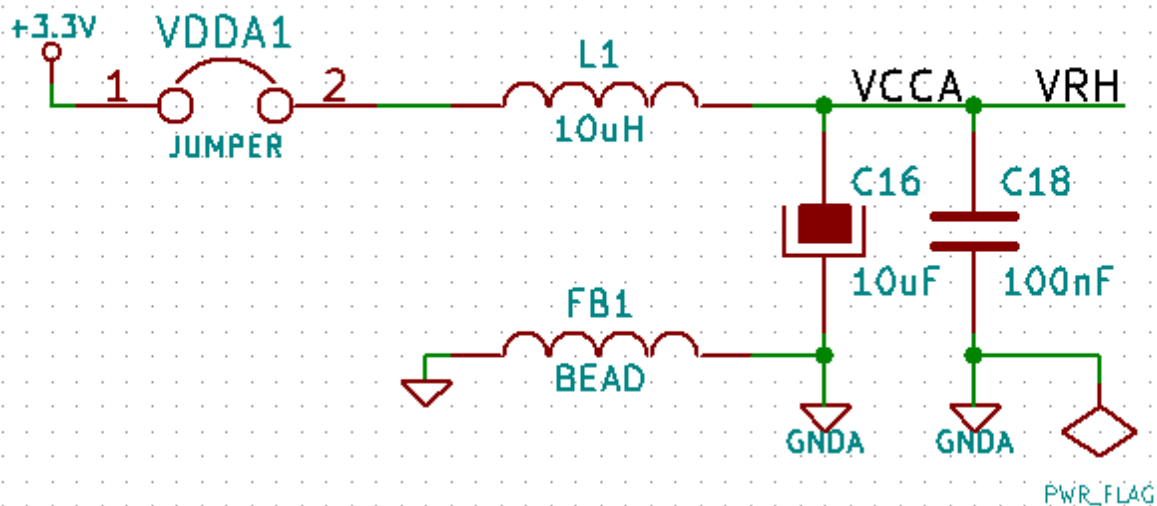 +3.3V
VDDA1
1
2
JUMPER
L1
10uH
VCCA
VRH
C16
10uF
C18
100nF
FB1
BEAD
GNDA
GNDA
PWR_FLAG